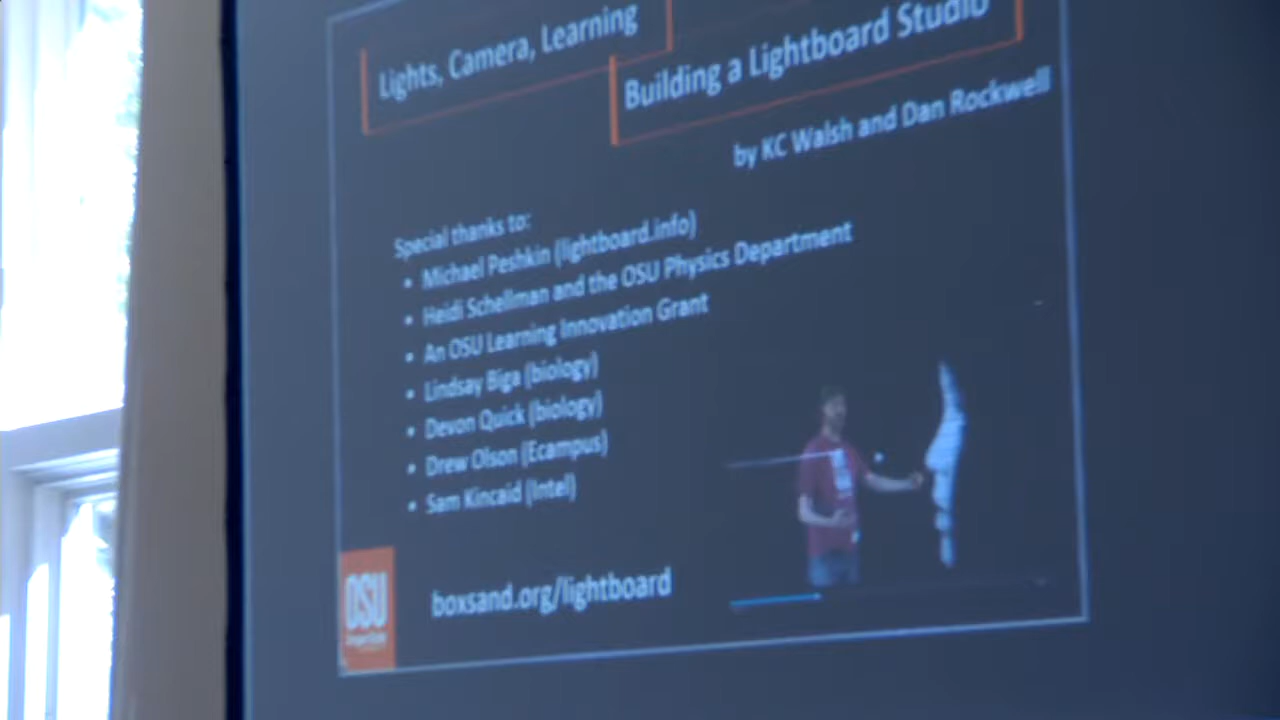 Lights, Camera, Learning
Building a Lightboard Studio
by KC Walsh and Dan Rockwell
Special thanks to:
• Michael Peshkin (lightboard.info)
• Heidi Schellman and the OSU Physics Department
• An OSU Learning Innovation Grant
• Lindsay Biga (biology)
• Devon Quick (biology)
• Drew Olson (Ecampus)
• Sam Kincaid (Intel)
OSU
boxsand.org/lightboard